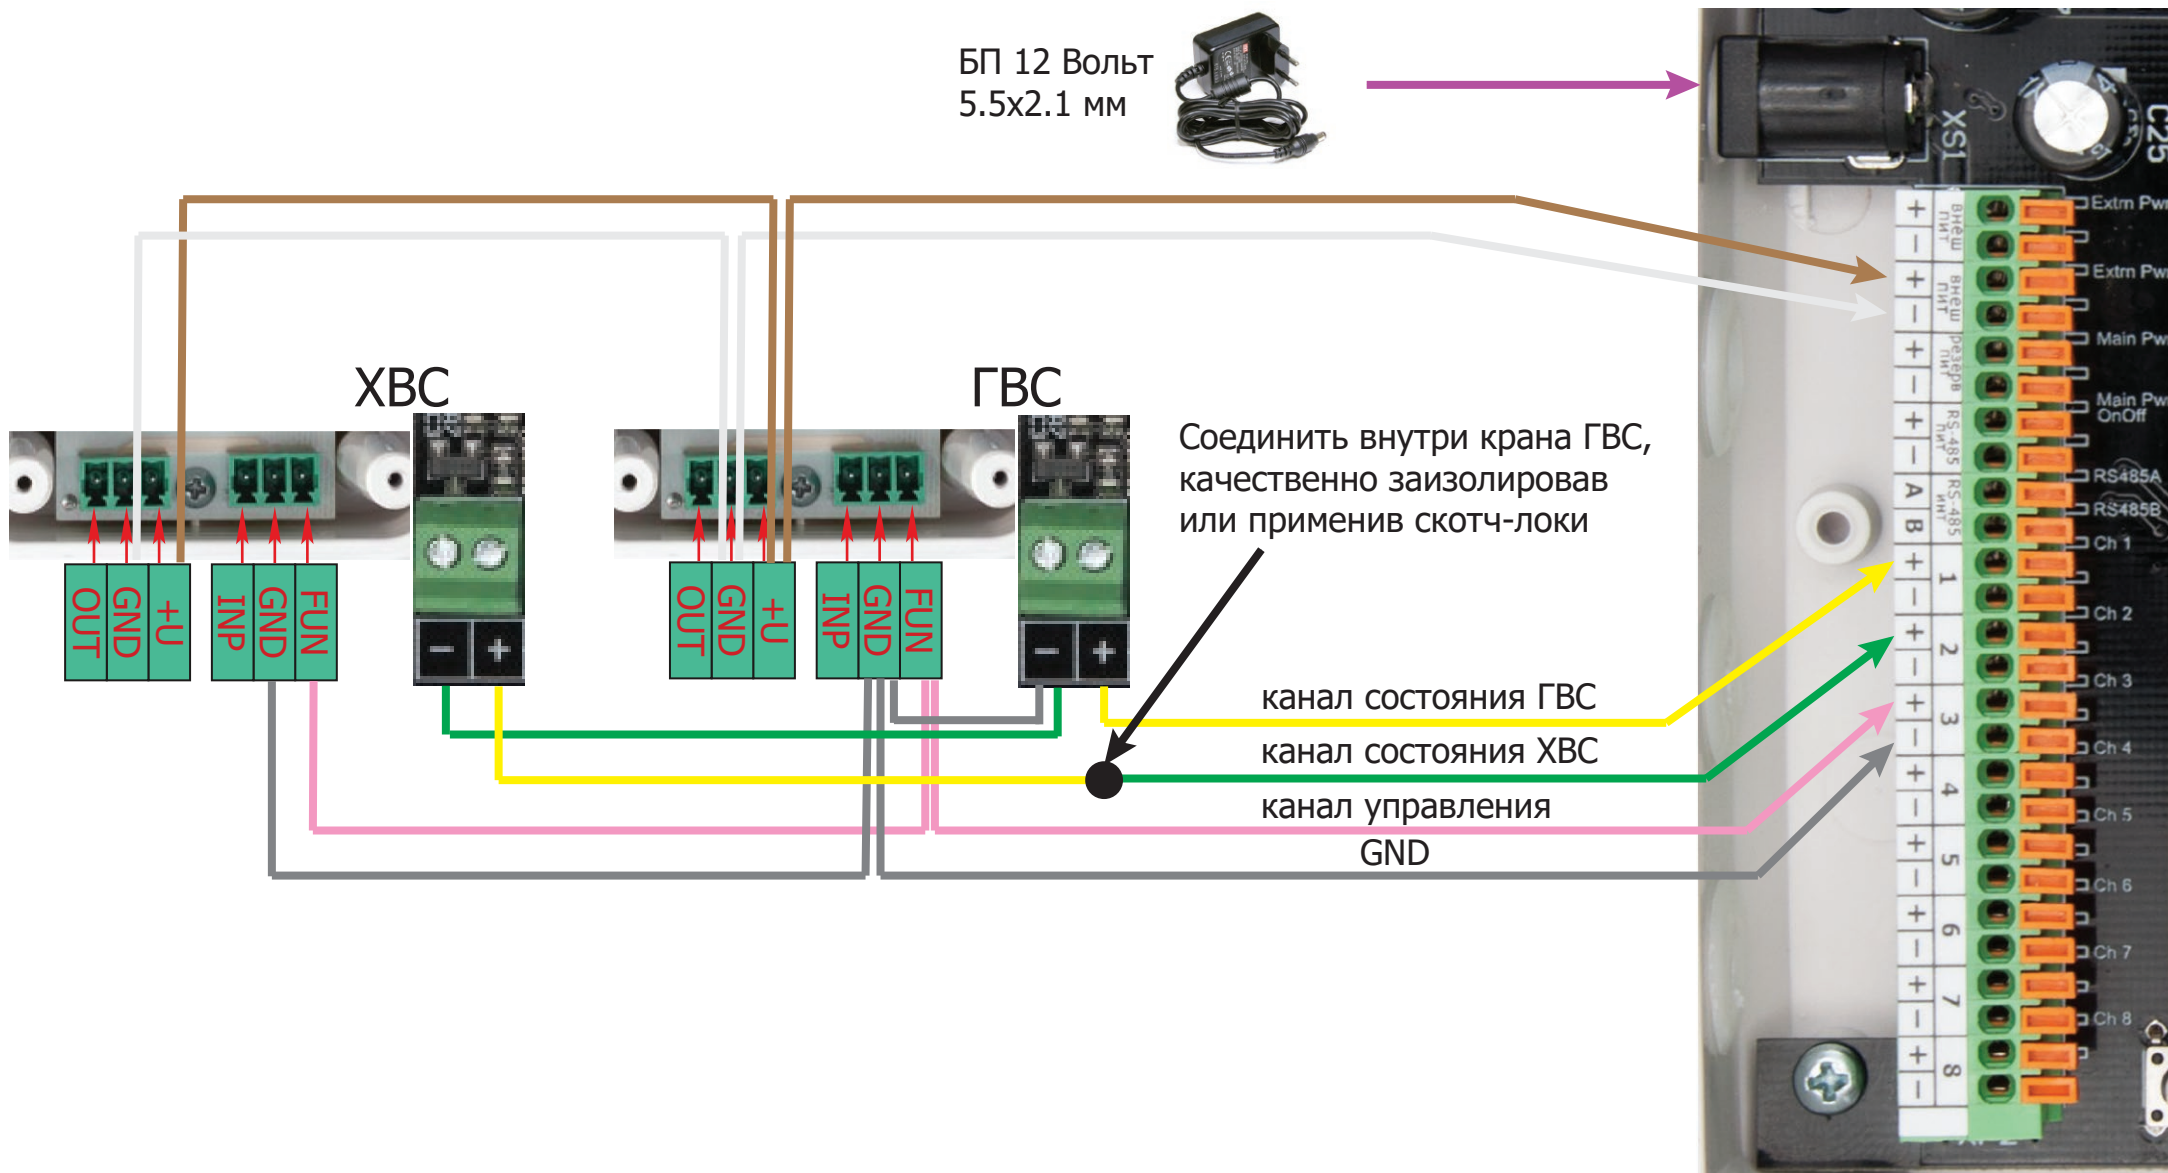 БП 12 Вольт
5.5x2.1 мм
XS1
C25
ХВС
ГВС
Соединить внутри крана ГВС,
качественно заизолировав
или применив скотч-локи
OUT
GND
+U
INP
GND
FUN
- +
OUT
GND
+U
INP
GND
FUN
- +
канал состояния ГВС
канал состояния ХВС
канал управления
GND
+
-
внеш
пит
+
-
внеш
пит
+
-
резерв
пит
+
-
RS-485
пит
A
B
RS-485
инт
+
-
1
+
-
2
+
-
3
+
-
4
+
-
5
+
-
6
+
-
7
+
-
8
Extrn Pwr
Extrn Pwr
Main Pwr
Main Pwr
OnOff
RS485A
RS485B
Ch 1
Ch 2
Ch 3
Ch 4
Ch 5
Ch 6
Ch 7
Ch 8